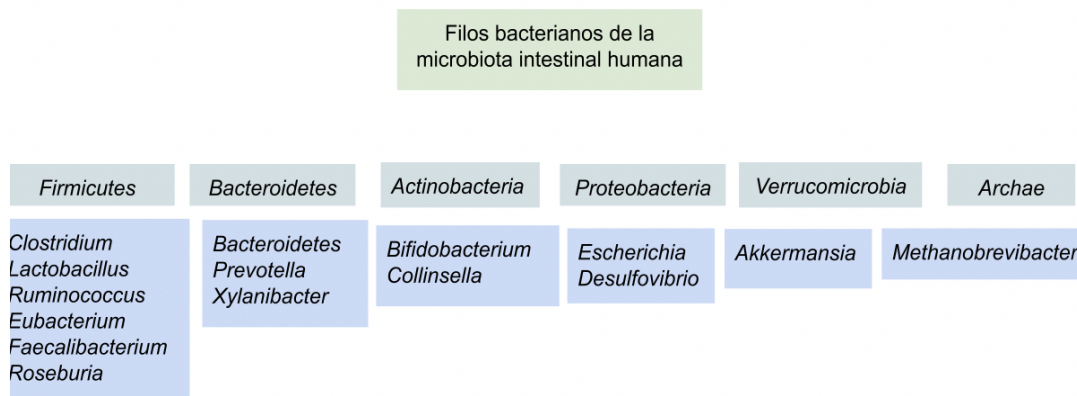 Filos bacterianos de la
microbiota intestinal humana
Firmicutes
Bacteroidetes
Actinobacteria
Proteobacteria
Verrucomicrobia
Archae
Clostridium
Lactobacillus
Ruminococcus
Eubacterium
Faecalibacterium
Roseburia
Bacteroidetes
Prevotella
Xylanibacter
Bifidobacterium
Collinsella
Escherichia
Desulfovibrio
Akkermansia
Methanobrevibacter